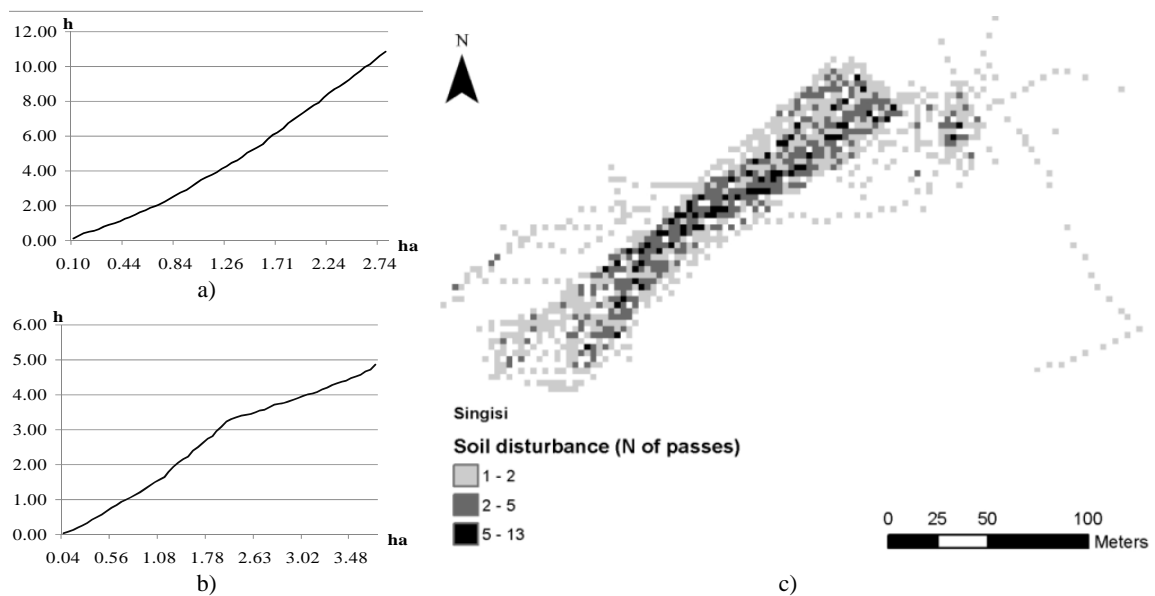 h
12.00
10.00
8.00
6.00
4.00
2.00
0.00
0.10 0.44 0.84 1.26 1.71 2.24 2.74
ha
a)
h
6.00
5.00
4.00
3.00
2.00
1.00
0.00
0.04 0.56 1.08 1.78 2.63 3.02 3.48
ha
b)
N
Singisi
Soil disturbance (N of passes)
1 - 2
2 - 5
5 - 13
0 25 50 100
Meters
c)